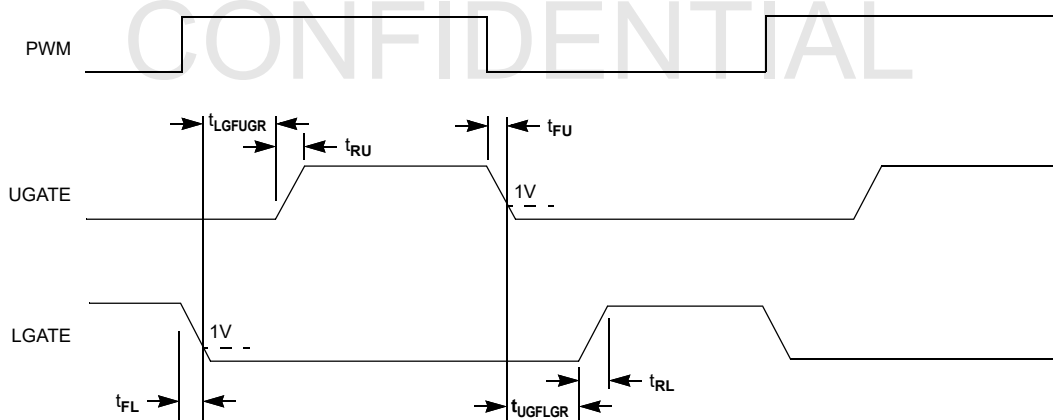 CONFIDENTIAL
PWM
tLGFUGR
tRU
tFU
UGATE
1V
LGATE
1V
tFL
tUGFLGR
tRL